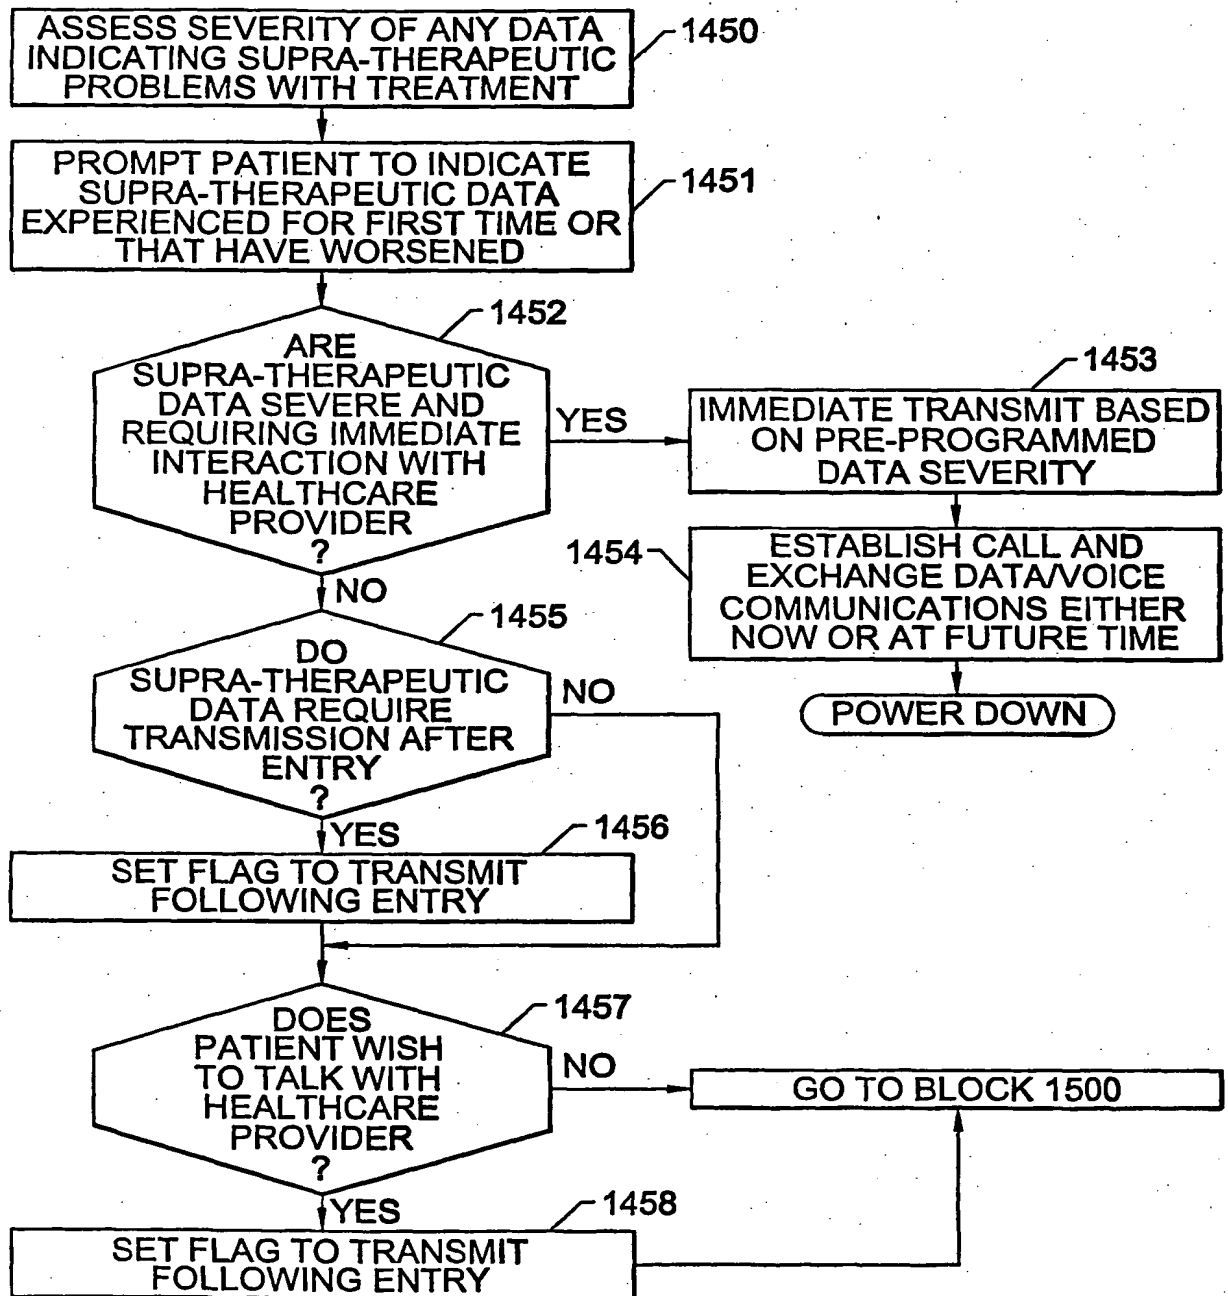 ASSESS SEVERITY OF ANY DATA
INDICATING SUPRA-THERAPEUTIC
PROBLEMS WITH TREATMENT
1450
PROMPT PATIENT TO INDICATE
SUPRA-THERAPEUTIC DATA
EXPERIENCED FOR FIRST TIME OR
THAT HAVE WORSENED
1451
1452
ARE
SUPRA-THERAPEUTIC
DATA SEVERE AND
REQUIRING IMMEDIATE
INTERACTION WITH
HEALTHCARE
PROVIDER
?
YES
1453
IMMEDIATE TRANSMIT BASED
ON PRE-PROGRAMMED
DATA SEVERITY
1454
ESTABLISH CALL AND
EXCHANGE DATA/VOICE
COMMUNICATIONS EITHER
NOW OR AT FUTURE TIME
POWER DOWN
NO
1455
DO
SUPRA-THERAPEUTIC
DATA REQUIRE
TRANSMISSION AFTER
ENTRY
?
NO
YES
1456
SET FLAG TO TRANSMIT
FOLLOWING ENTRY
1457
DOES
PATIENT WISH
TO TALK WITH
HEALTHCARE
PROVIDER
?
NO
GO TO BLOCK 1500
YES
1458
SET FLAG TO TRANSMIT
FOLLOWING ENTRY